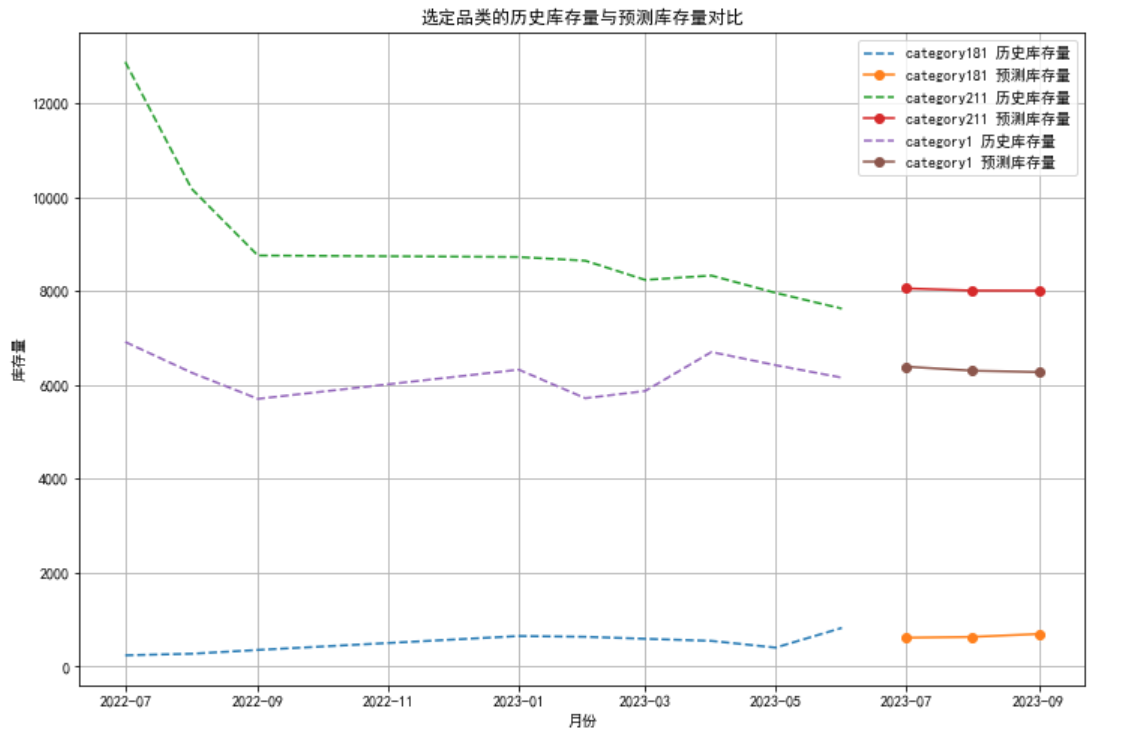 选定品类的历史库存量与预测库存量对比
category181 历史库存量
category181 预测库存量
category211 历史库存量
category211 预测库存量
category1 历史库存量
category1 预测库存量
12000
10000
8000
6000
4000
2000
0
库存量
2022-07 2022-09 2022-11 2023-01 2023-03 2023-05 2023-07 2023-09
月份